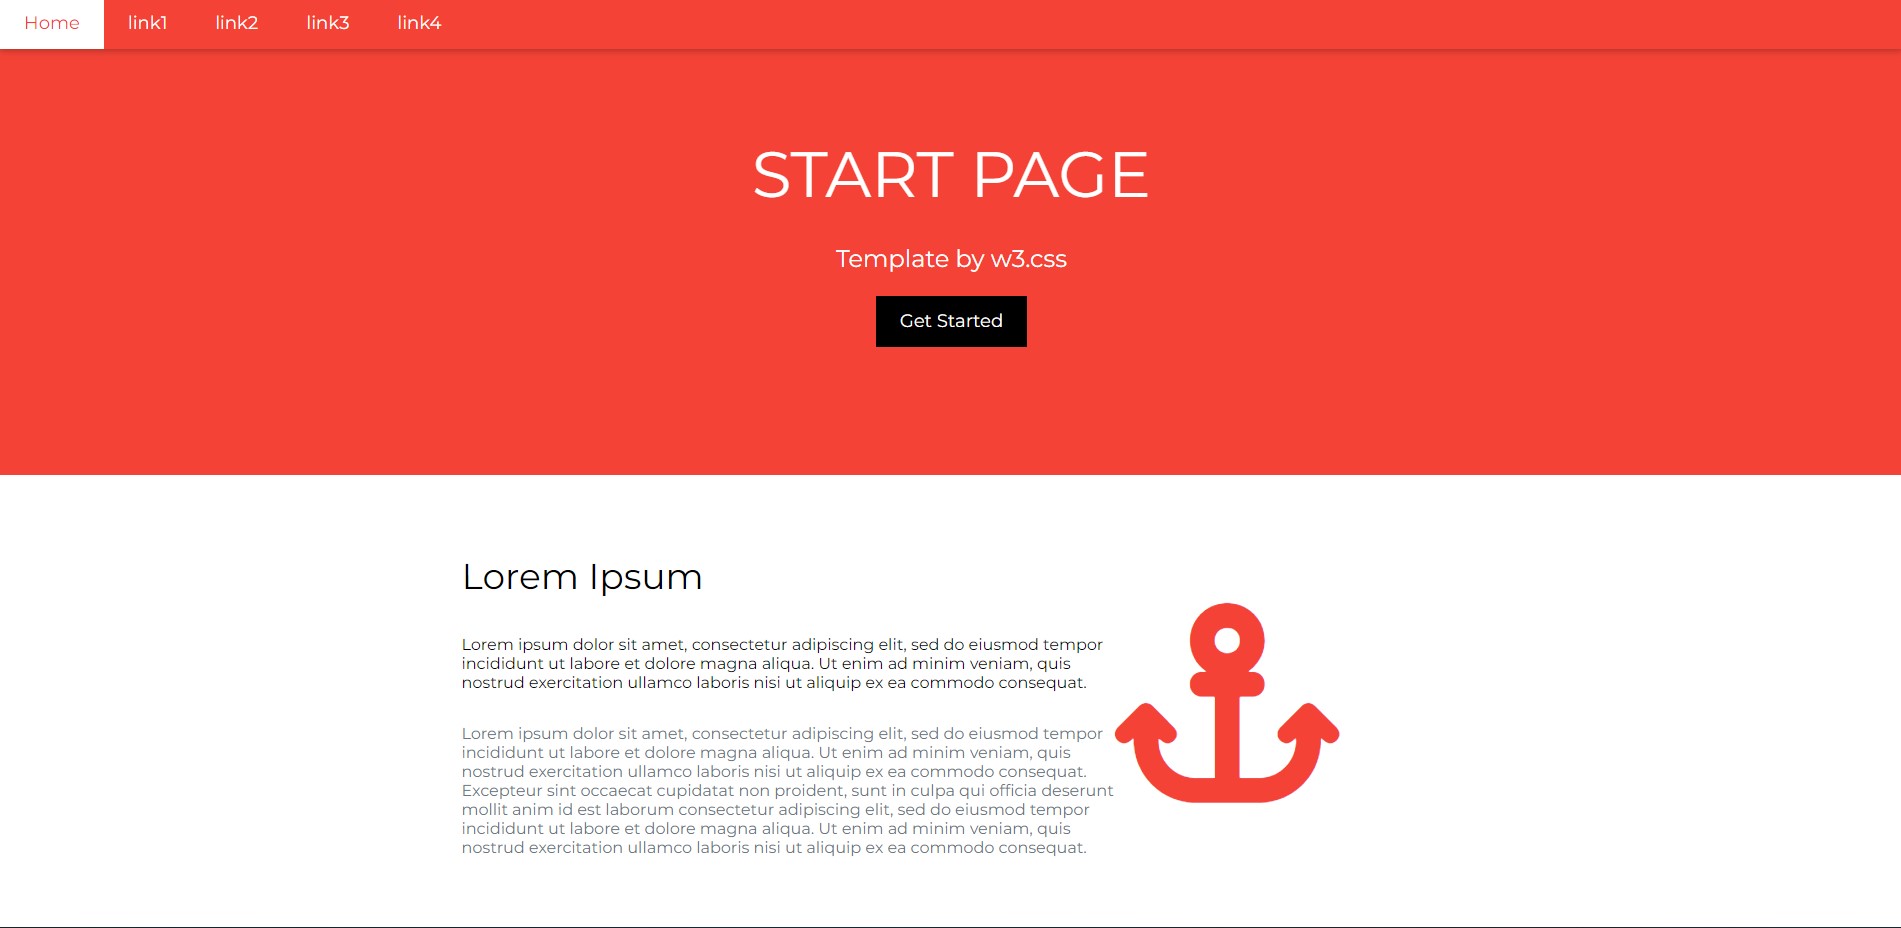 Home link1 link2 link3 link4
START PAGE
Template by w3.css
Get Started
Lorem Ipsum
Lorem ipsum dolor sit amet, consectetur adipiscing elit, sed do eiusmod tempor
incididunt ut labore et dolore magna aliqua. Ut enim ad minim veniam, quis
nostrud exercitation ullamco laboris nisi ut aliquip ex ea commodo consequat.
Lorem ipsum dolor sit amet, consectetur adipiscing elit, sed do eiusmod tempor
incididunt ut labore et dolore magna aliqua. Ut enim ad minim veniam, quis
nostrud exercitation ullamco laboris nisi ut aliquip ex ea commodo consequat.
Excepteur sint occaecat cupidatat non proident, sunt in culpa qui officia deserunt
mollit anim id est laborum consectetur adipiscing elit, sed do eiusmod tempor
incididunt ut labore et dolore magna aliqua. Ut enim ad minim veniam, quis
nostrud exercitation ullamco laboris nisi ut aliquip ex ea commodo consequat.